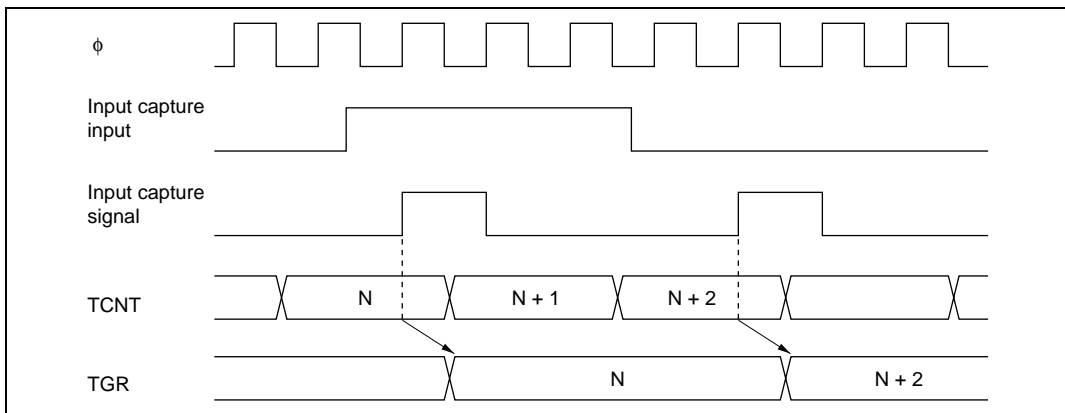 φ
Input capture
input
Input capture
signal
TCNT
N
N + 1
N + 2
TGR
N
N + 2